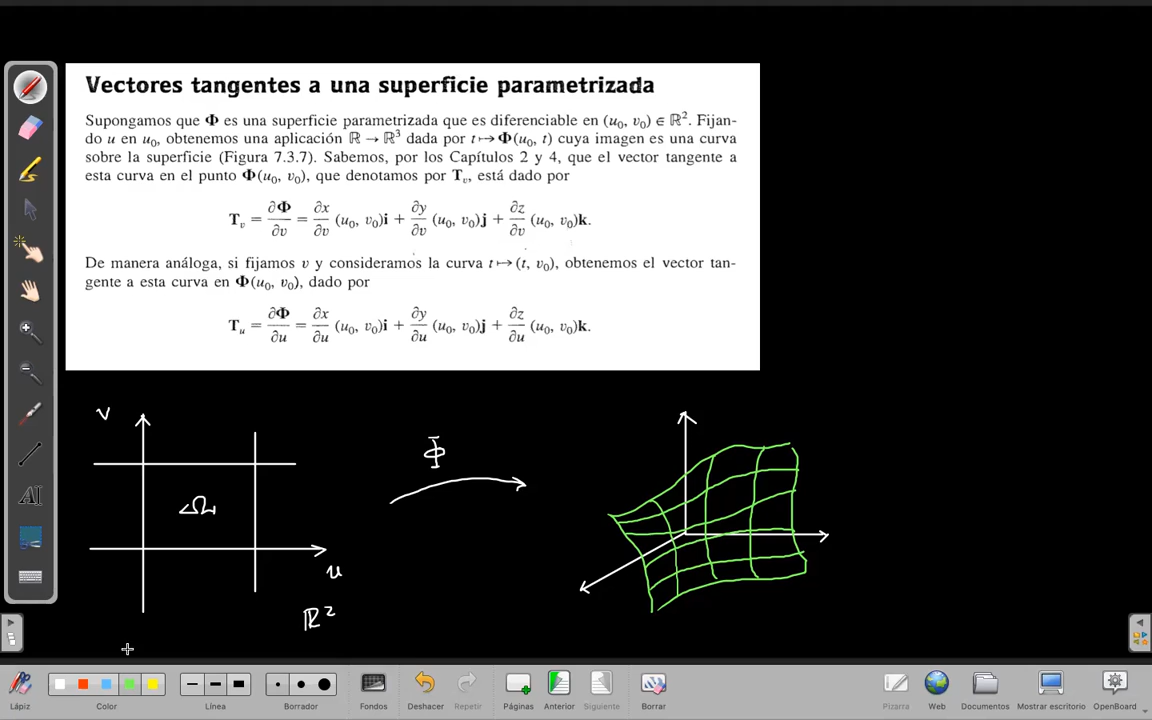 Vectores tangentes a una superficie parametrizada
Supongamos que Φ es una superficie parametrizada que es diferenciable en (u₀, v₀) ∈ ℝ². Fijan-
do u en u₀, obtenemos una aplicación ℝ → ℝ³ dada por t ↦ Φ(u₀, t) cuya imagen es una curva
sobre la superficie (Figura 7.3.7). Sabemos, por los Capítulos 2 y 4, que el vector tangente a
esta curva en el punto Φ(u₀, v₀), que denotamos por Tᵥ, está dado por
Tᵥ = ∂Φ/∂v = ∂x/∂v (u₀, v₀)i + ∂y/∂v (u₀, v₀)j + ∂z/∂v (u₀, v₀)k.
De manera análoga, si fijamos v y consideramos la curva t ↦ (t, v₀), obtenemos el vector tan-
gente a esta curva en Φ(u₀, v₀), dado por
Tᵤ = ∂Φ/∂u = ∂x/∂u (u₀, v₀)i + ∂y/∂u (u₀, v₀)j + ∂z/∂u (u₀, v₀)k.
v
Φ
Ω
u
ℝ²
AI
Lápiz
Color
Línea
Borrador
Fondos
Deshacer
Repetir
Páginas
Anterior
Siguiente
Borrar
Pizarra
Web
Documentos
Mostrar escritorio
OpenBoard